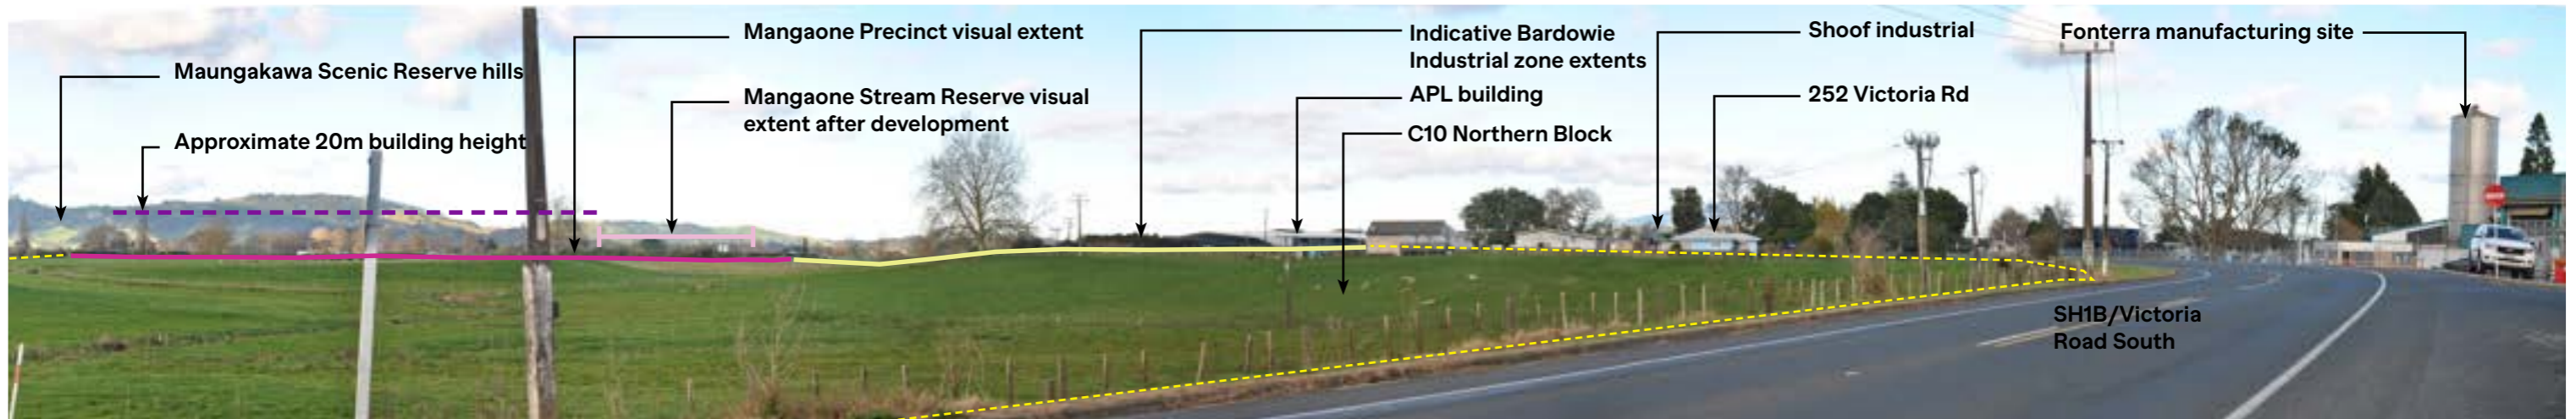 Maungakawa Scenic Reserve hills
Approximate 20m building height
Mangaone Precinct visual extent
Mangaone Stream Reserve visual
extent after development
Indicative Bardowie
Industrial zone extents
APL building
C10 Northern Block
Shoof industrial
252 Victoria Rd
Fonterra manufacturing site
SH1B/Victoria
Road South